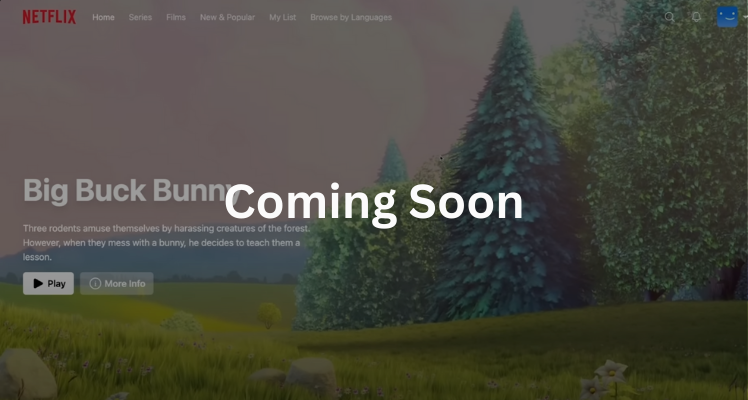 NETFLIX Home Series Films New & Popular My List Browse by Languages
Big Buck Bunny
Coming Soon
Three rodents amuse themselves by harassing creatures of the forest.
However, when they mess with a bunny, he decides to teach them a
lesson.
Play More Info